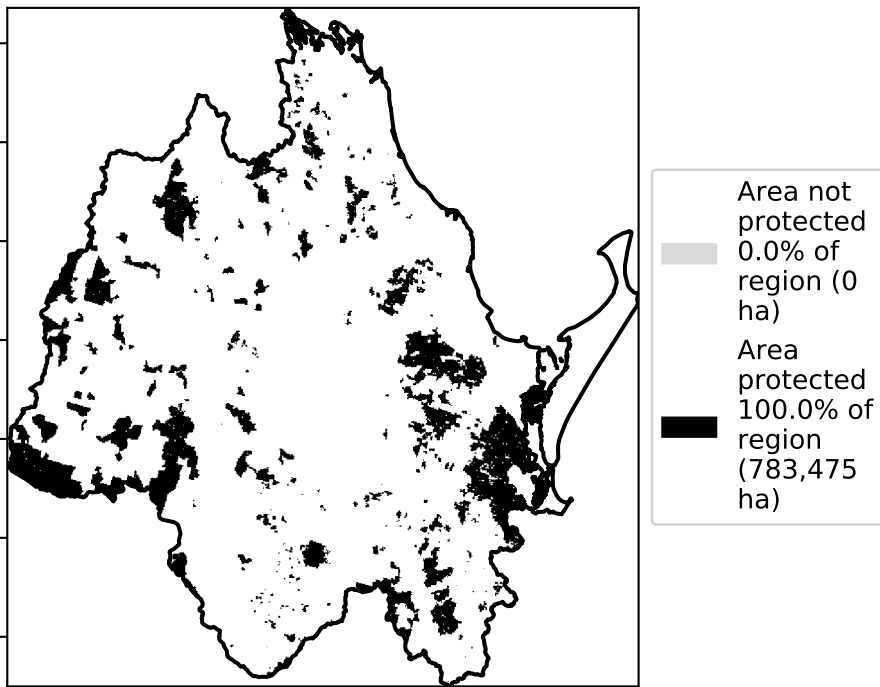 Area not
protected
0.0% of
region (0
ha)
Area
protected
100.0% of
region
(783,475
ha)